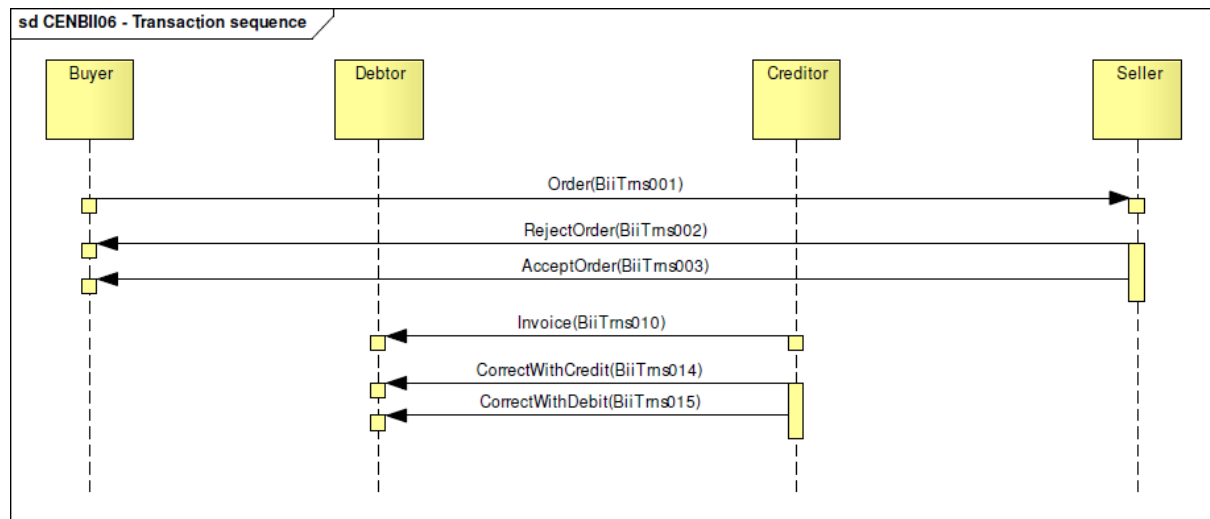 sd CENBII06 - Transaction sequence
Buyer
Debtor
Creditor
Seller
Order(BiiTrns001)
RejectOrder(BiiTrns002)
AcceptOrder(BiiTrns003)
Invoice(BiiTrns010)
CorrectWithCredit(BiiTrns014)
CorrectWithDebit(BiiTrns015)